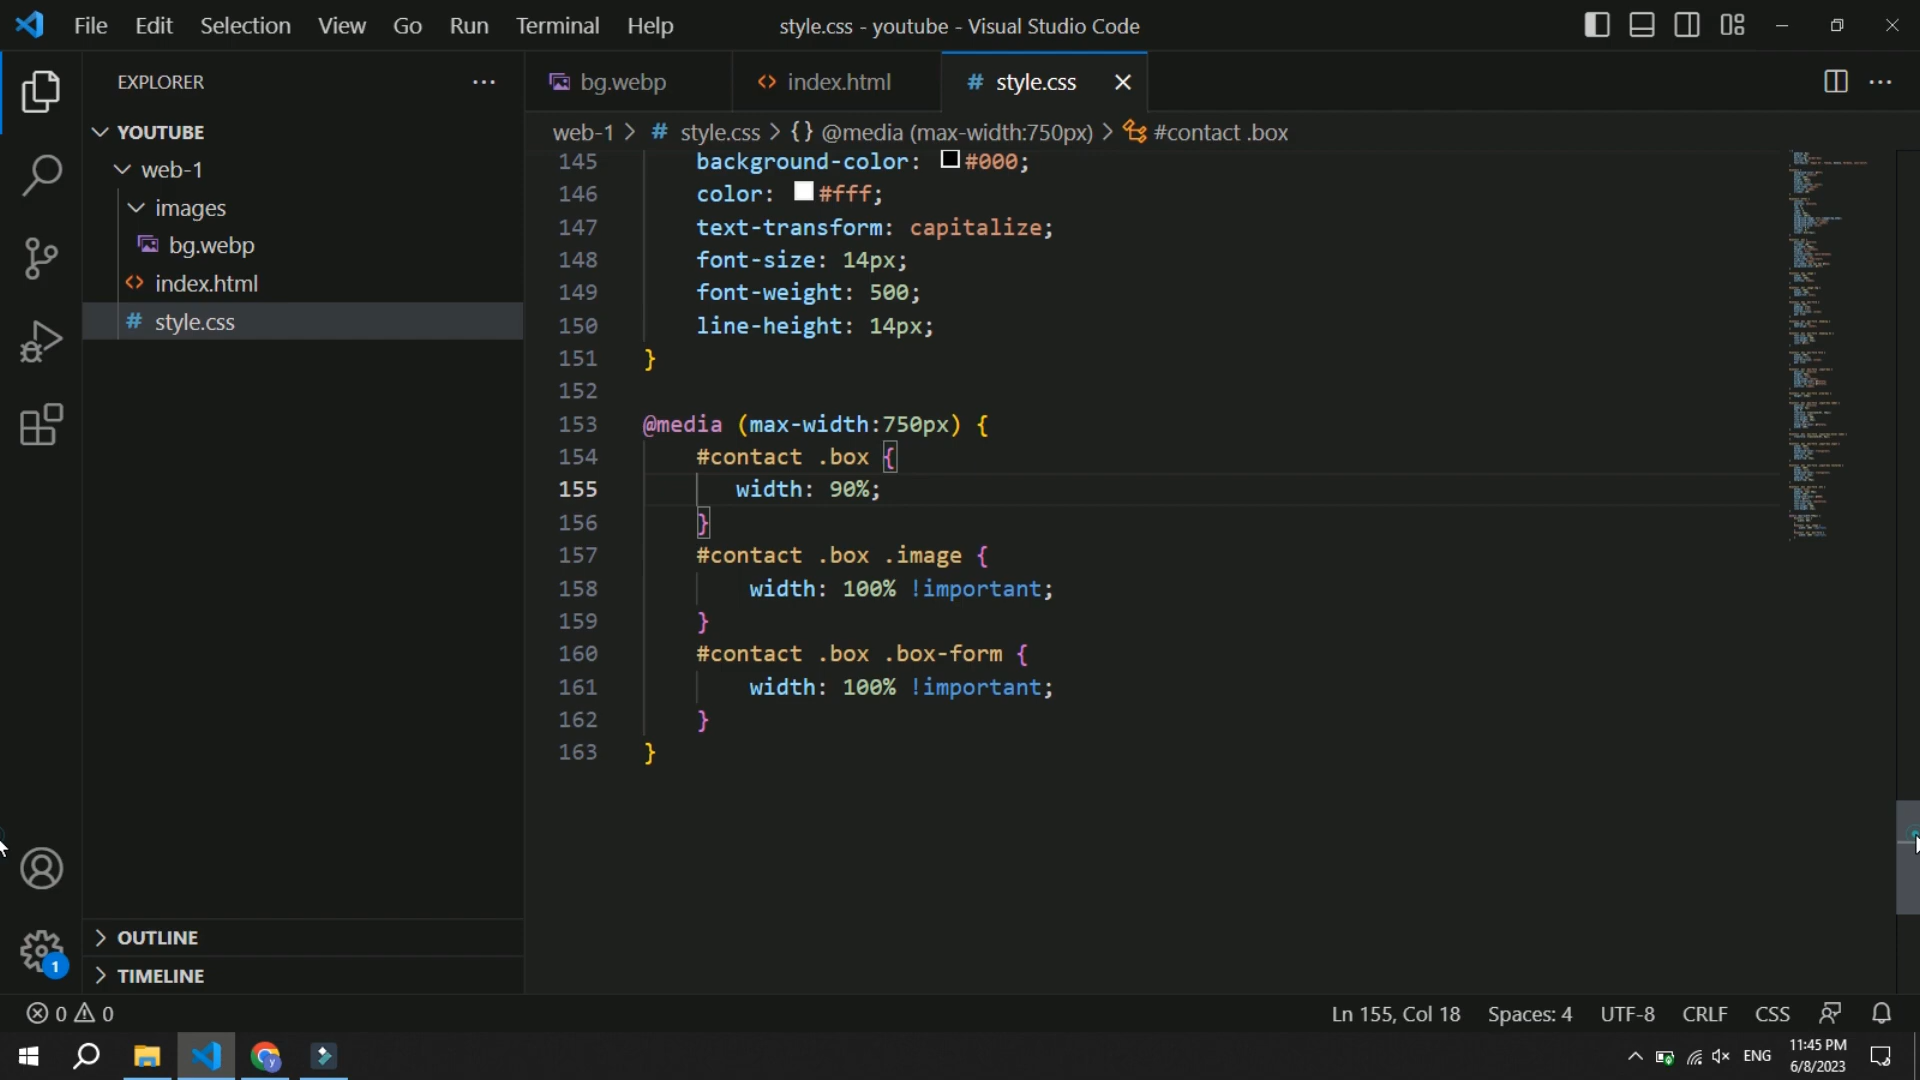 File Edit Selection View Go Run Terminal Help
style.css - youtube - Visual Studio Code
EXPLORER
YOUTUBE
web-1
images
bg.webp
index.html
style.css
OUTLINE
TIMELINE
bg.webp
index.html
# style.css
web-1 > # style.css > {} @media (max-width:750px) > #contact .box
145 background-color: #000;
146 color: #fff;
147 text-transform: capitalize;
148 font-size: 14px;
149 font-weight: 500;
150 line-height: 14px;
151 }
152
153 @media (max-width:750px) {
154 #contact .box {
155 width: 90%;
156 }
157 #contact .box .image {
158 width: 100% !important;
159 }
160 #contact .box .box-form {
161 width: 100% !important;
162 }
163 }
1
0 0
Ln 155, Col 18 Spaces: 4 UTF-8 CRLF CSS
ENG
11:45 PM
6/8/2023